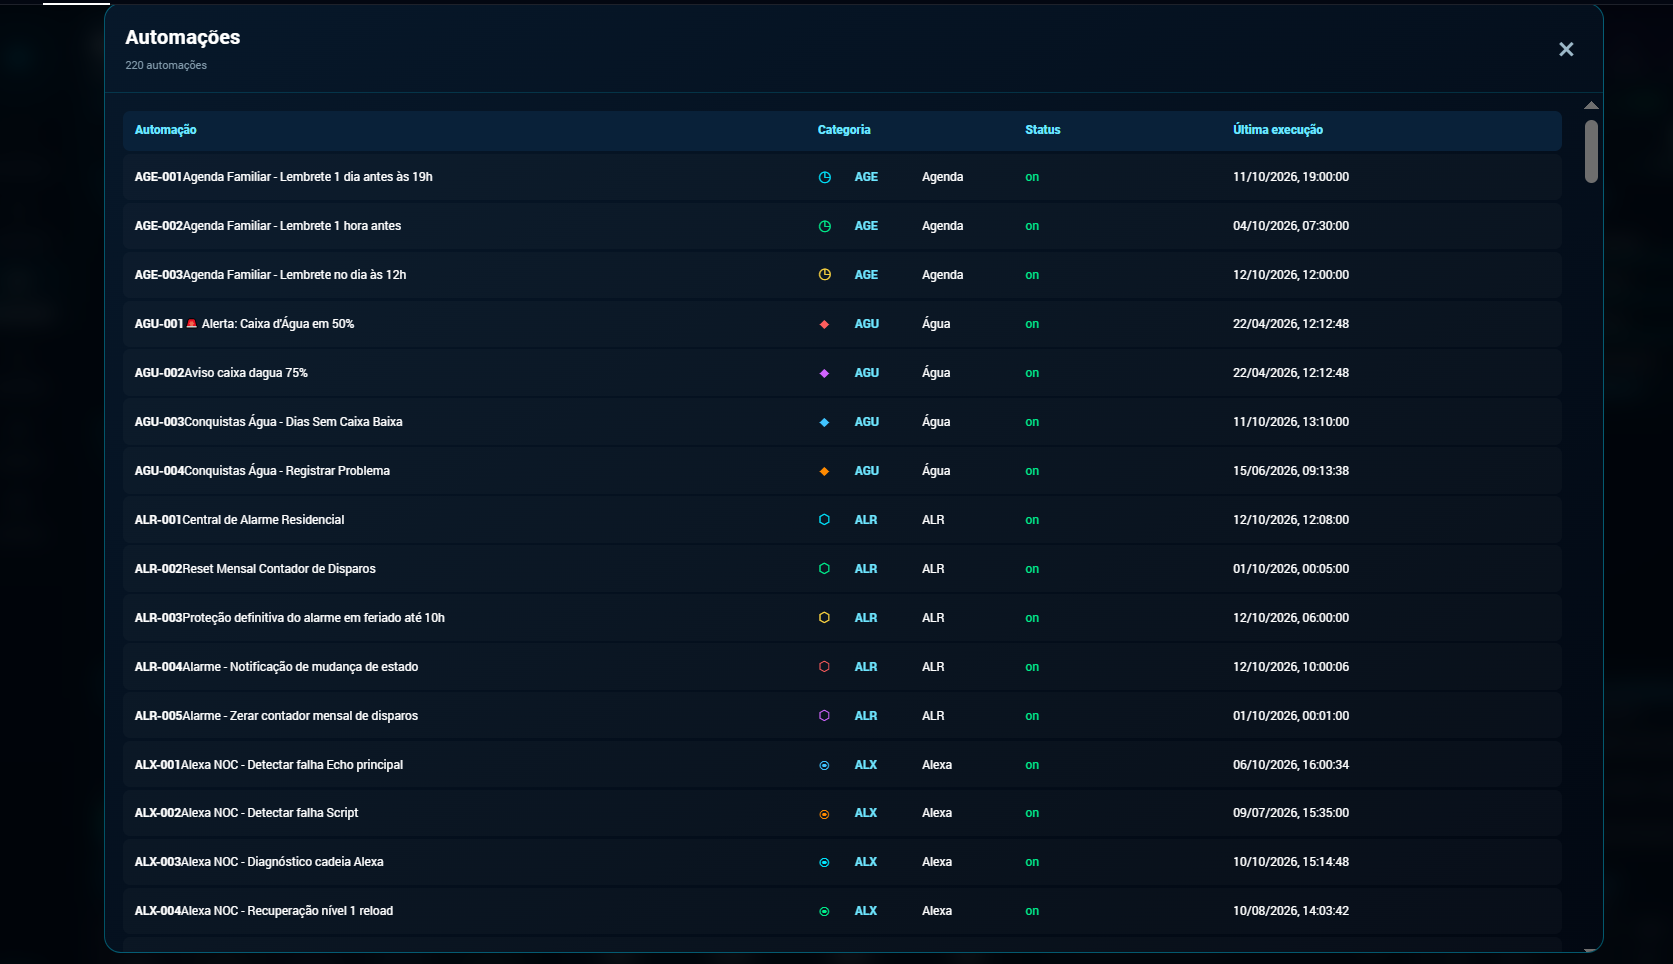 Automações
220 automações
Automação Categoria Status Última execução
AGE-001Agenda Familiar - Lembrete 1 dia antes às 19h AGE Agenda on 11/10/2026, 19:00:00
AGE-002Agenda Familiar - Lembrete 1 hora antes AGE Agenda on 04/10/2026, 07:30:00
AGE-003Agenda Familiar - Lembrete no dia às 12h AGE Agenda on 12/10/2026, 12:00:00
AGU-001🚨 Alerta: Caixa d'Água em 50% AGU Água on 22/04/2026, 12:12:48
AGU-002Aviso caixa dagua 75% AGU Água on 22/04/2026, 12:12:48
AGU-003Conquistas Água - Dias Sem Caixa Baixa AGU Água on 11/10/2026, 13:10:00
AGU-004Conquistas Água - Registrar Problema AGU Água on 15/06/2026, 09:13:38
ALR-001Central de Alarme Residencial ALR ALR on 12/10/2026, 12:08:00
ALR-002Reset Mensal Contador de Disparos ALR ALR on 01/10/2026, 00:05:00
ALR-003Proteção definitiva do alarme em feriado até 10h ALR ALR on 12/10/2026, 06:00:00
ALR-004Alarme - Notificação de mudança de estado ALR ALR on 12/10/2026, 10:00:06
ALR-005Alarme - Zerar contador mensal de disparos ALR ALR on 01/10/2026, 00:01:00
ALX-001Alexa NOC - Detectar falha Echo principal ALX Alexa on 06/10/2026, 16:00:34
ALX-002Alexa NOC - Detectar falha Script ALX Alexa on 09/07/2026, 15:35:00
ALX-003Alexa NOC - Diagnóstico cadeia Alexa ALX Alexa on 10/10/2026, 15:14:48
ALX-004Alexa NOC - Recuperação nível 1 reload ALX Alexa on 10/08/2026, 14:03:42